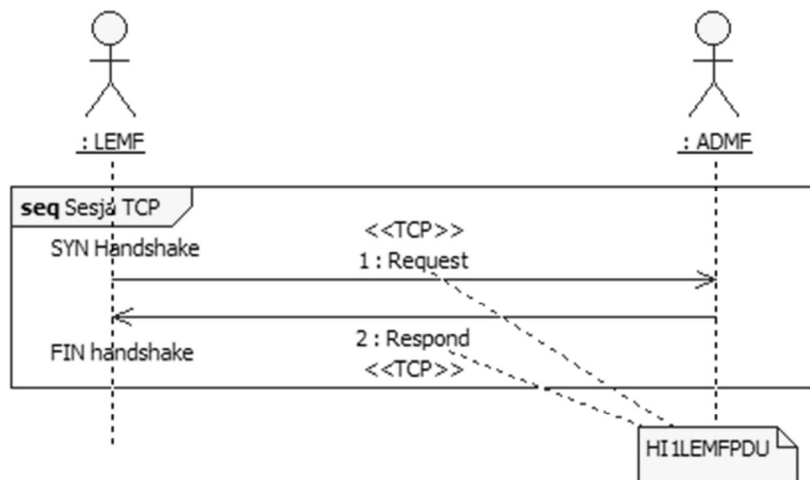 : LEMF
: ADMF
seq Sesja TCP
SYN Handshake
<<TCP>>
1 : Request
2 : Respond
FIN handshake
<<TCP>>
HI1LEMFPDU